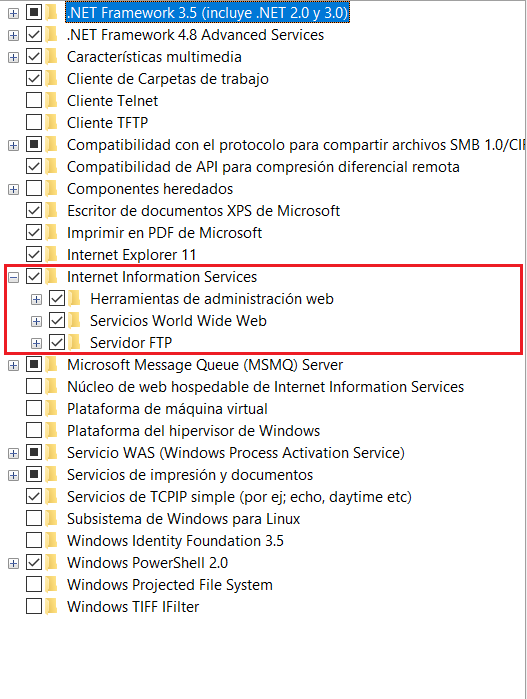 .NET Framework 3.5 (incluye .NET 2.0 y 3.0)
.NET Framework 4.8 Advanced Services
Características multimedia
Cliente de Carpetas de trabajo
Cliente Telnet
Cliente TFTP
Compatibilidad con el protocolo para compartir archivos SMB 1.0/CIF
Compatibilidad de API para compresión diferencial remota
Componentes heredados
Escritor de documentos XPS de Microsoft
Imprimir en PDF de Microsoft
Internet Explorer 11
Internet Information Services
Herramientas de administración web
Servicios World Wide Web
Servidor FTP
Microsoft Message Queue (MSMQ) Server
Núcleo de web hospedable de Internet Information Services
Plataforma de máquina virtual
Plataforma del hipervisor de Windows
Servicio WAS (Windows Process Activation Service)
Servicios de impresión y documentos
Servicios de TCPIP simple (por ej; echo, daytime etc)
Subsistema de Windows para Linux
Windows Identity Foundation 3.5
Windows PowerShell 2.0
Windows Projected File System
Windows TIFF IFilter